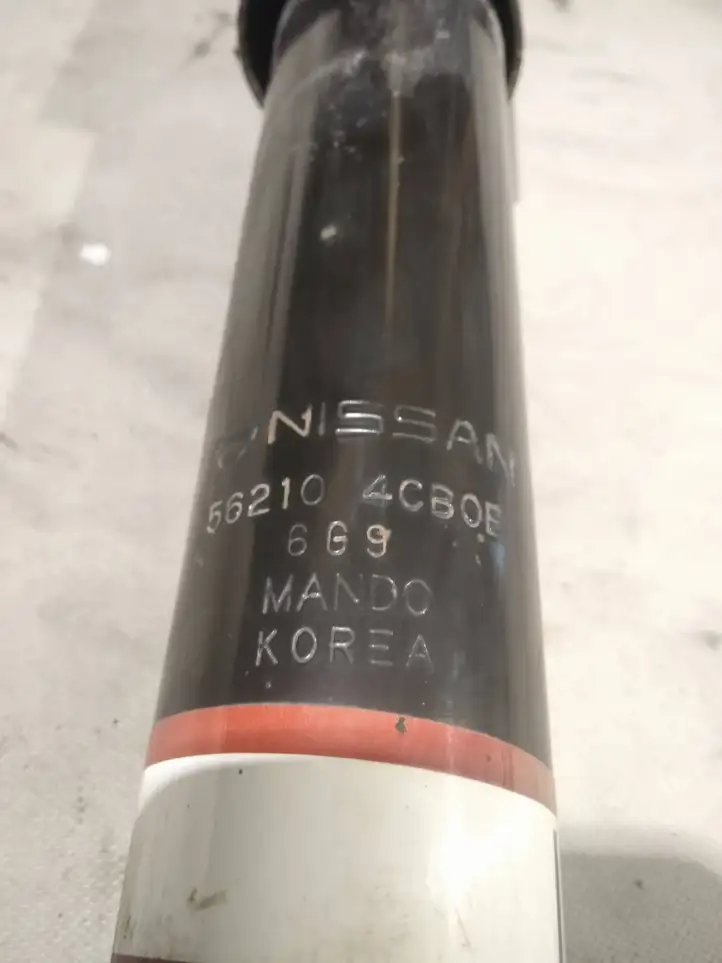 NISSAN
56210 4CB0E
6G9
MANDO
KOREA